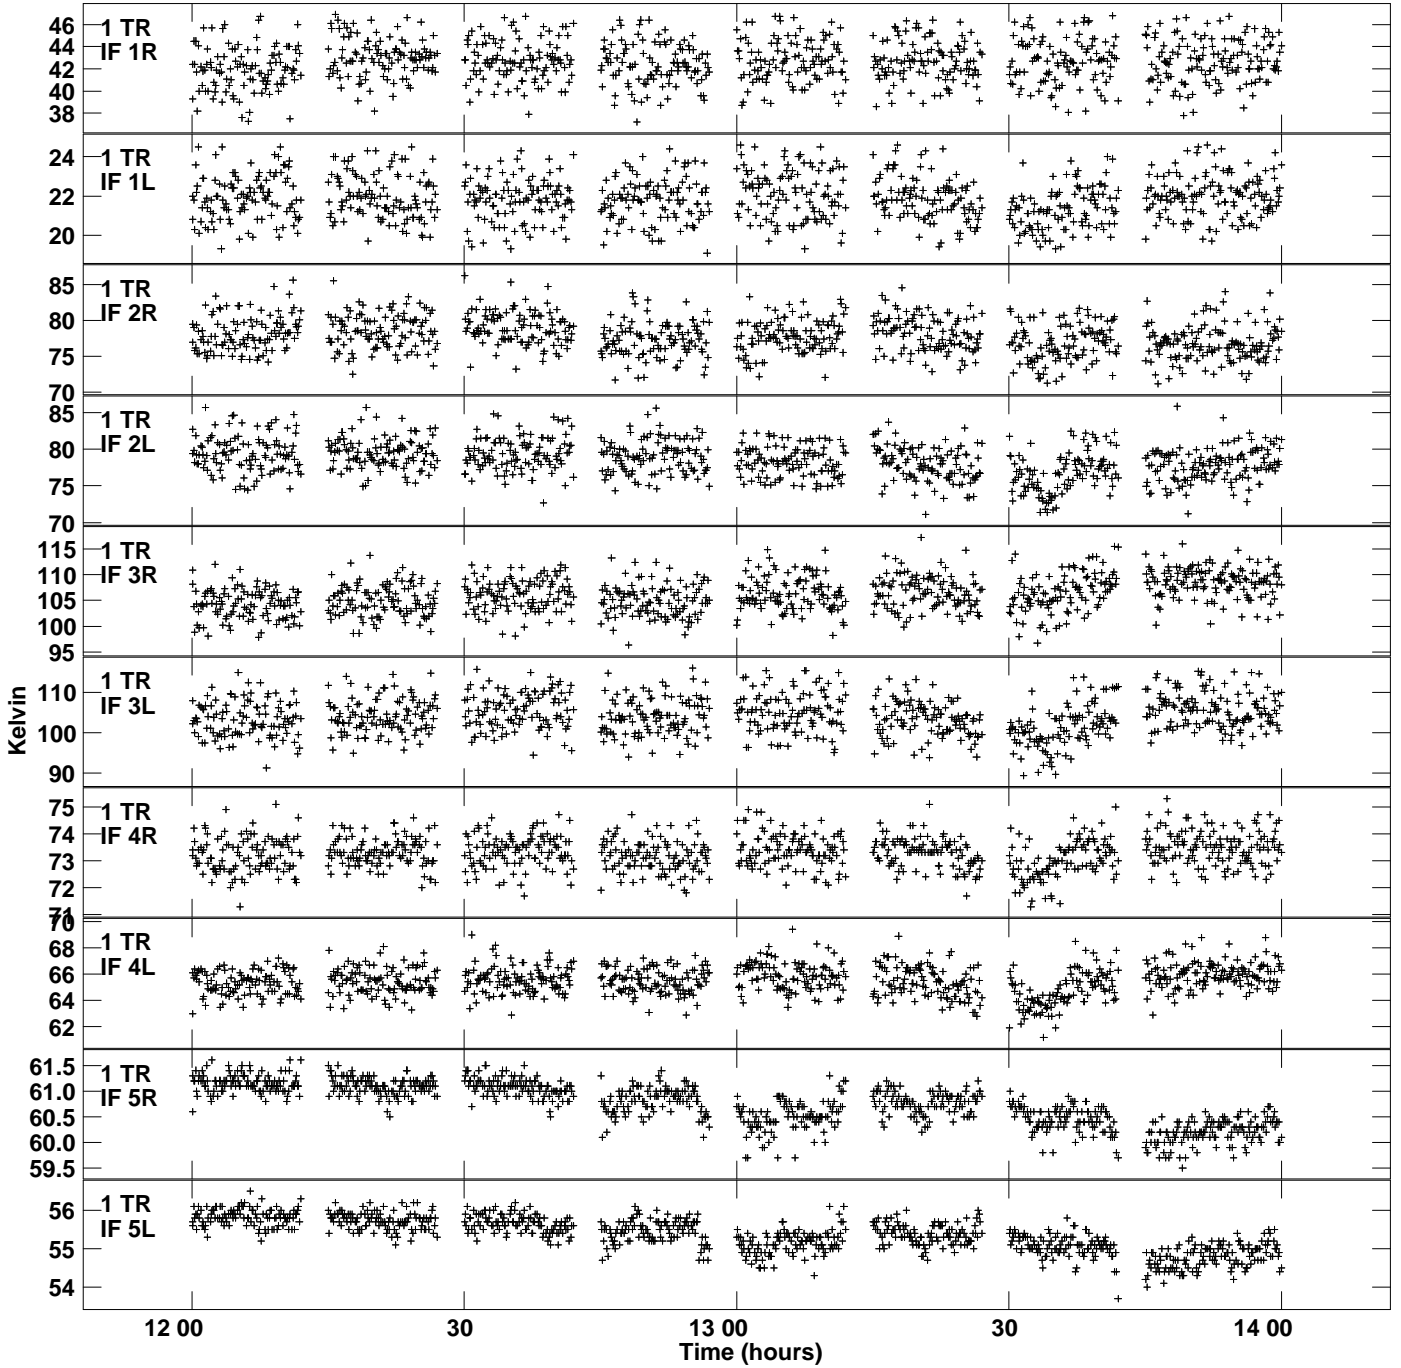 46
44
42
40
38
1 TR
IF 1R
24
22
20
1 TR
IF 1L
85
80
75
70
1 TR
IF 2R
85
80
75
70
1 TR
IF 2L
115
110
105
100
95
1 TR
IF 3R
110
100
90
1 TR
IF 3L
75
74
73
72
71
1 TR
IF 4R
70
68
66
64
62
1 TR
IF 4L
61.5
61.0
60.5
60.0
59.5
1 TR
IF 5R
56
55
54
1 TR
IF 5L
Kelvin
12 00
30
13 00
30
14 00
Time (hours)